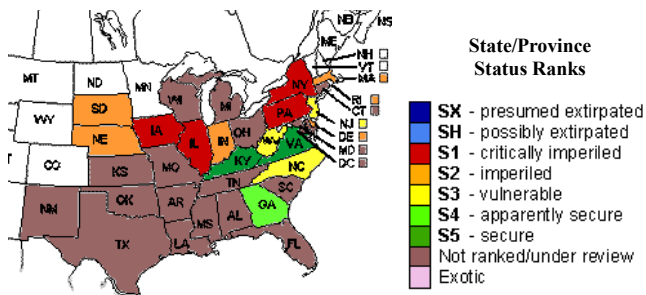 NB
NS
ME
NH
VT
MA
RI
CT
NJ
DE
MD
DC
MT
ND
MN
SD
WI
MI
NY
WY
IA
PA
NE
IL
IN
OH
WV
VA
CO
KS
MO
KY
NC
TN
SC
NM
OK
AR
MS
AL
GA
TX
LA
FL
State/Province
Status Ranks
SX - presumed extirpated
SH - possibly extirpated
S1 - critically imperiled
S2 - imperiled
S3 - vulnerable
S4 - apparently secure
S5 - secure
Not ranked/under review
Exotic